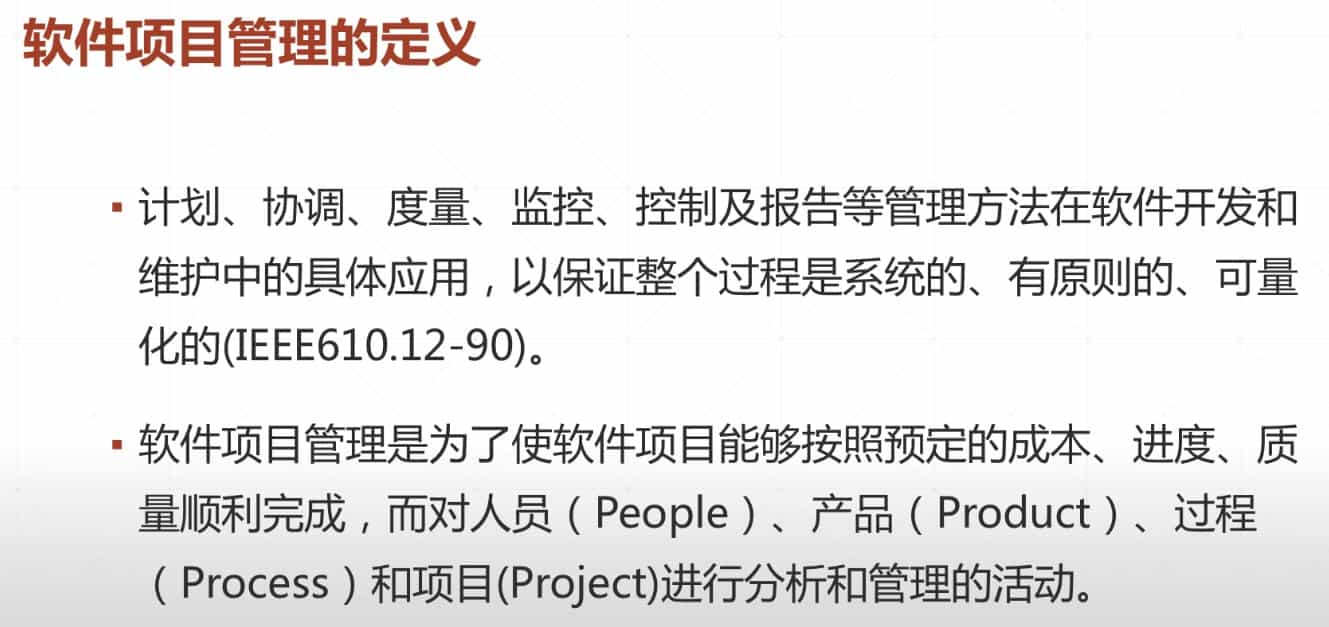 软件项目管理的定义
▪ 计划、协调、度量、监控、控制及报告等管理方法在软件开发和
维护中的具体应用，以保证整个过程是系统的、有原则的、可量
化的(IEEE610.12-90)。
▪ 软件项目管理是为了使软件项目能够按照预定的成本、进度、质
量顺利完成，而对人员（People）、产品（Product）、过程
（Process）和项目(Project)进行分析和管理的活动。